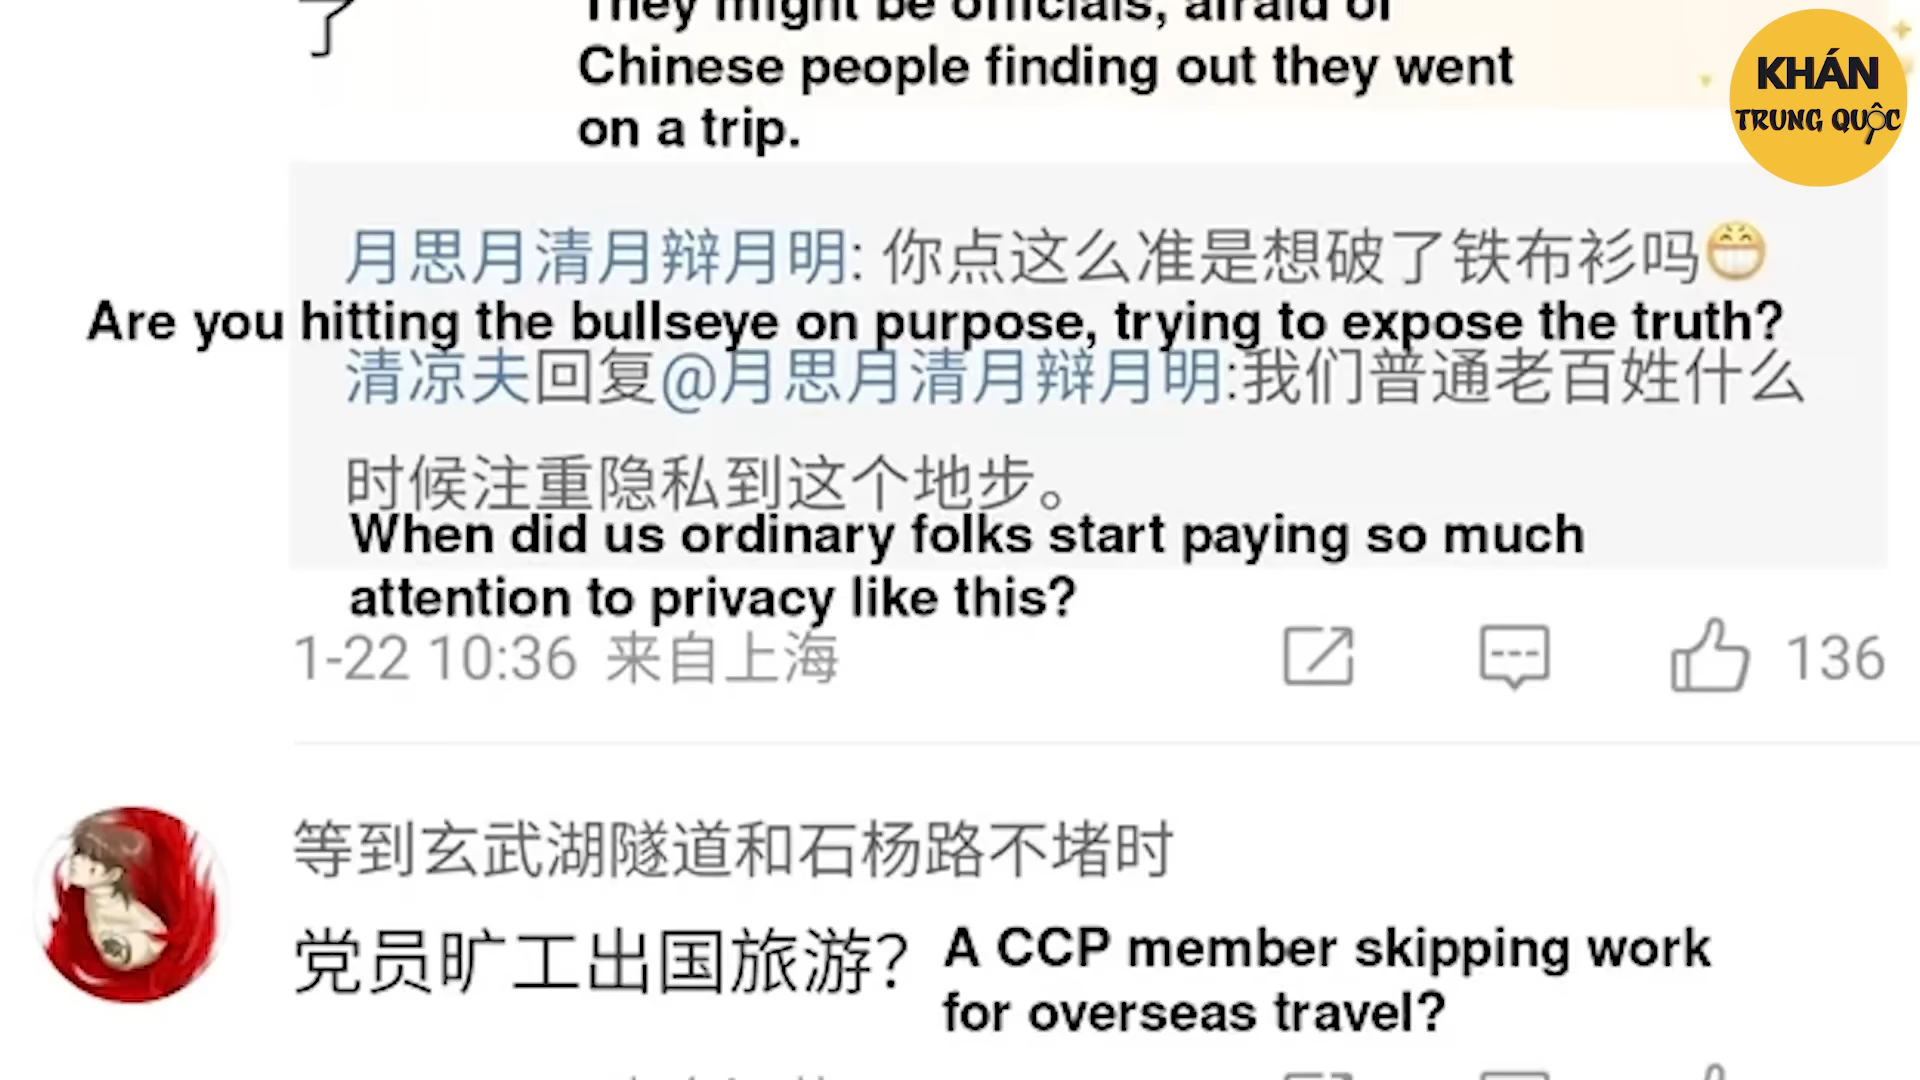 了
They might be officials, afraid of
Chinese people finding out they went
on a trip.
KHÁN
TRUNG QUỐC
月思月清月辩月明: 你点这么准是想破了铁布衫吗
Are you hitting the bullseye on purpose, trying to expose the truth?
清凉夫回复@月思月清月辩月明:我们普通老百姓什么
时候注重隐私到这个地步。
When did us ordinary folks start paying so much
attention to privacy like this?
1-22 10:36 来自上海
136
等到玄武湖隧道和石杨路不堵时
党员旷工出国旅游?
A CCP member skipping work
for overseas travel?